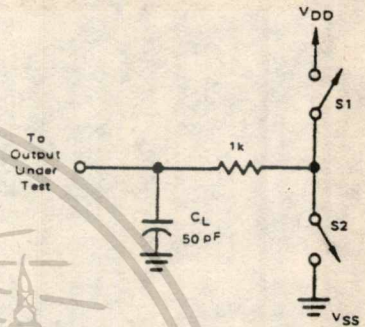 VDD
S1
To
Output
Under
Test
1k
CL
50 pF
S2
VSS